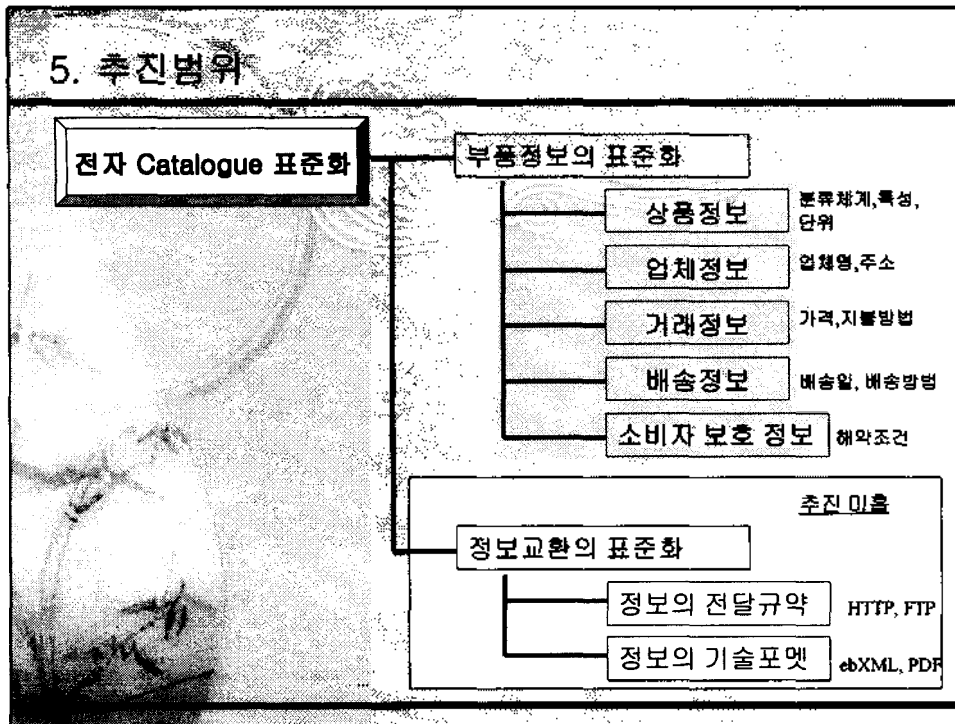 5. 추진범위
전자 Catalogue 표준화
부품정보의 표준화
상품정보
분류체계,특성,
단위
업체정보
업체명,주소
거래정보
가격,지불방법
배송정보
배송일, 배송방법
소비자 보호 정보
해약조건
추진 미흡
정보교환의 표준화
정보의 전달규약
HTTP, FTP
정보의 기술포멧
ebXML, PDF